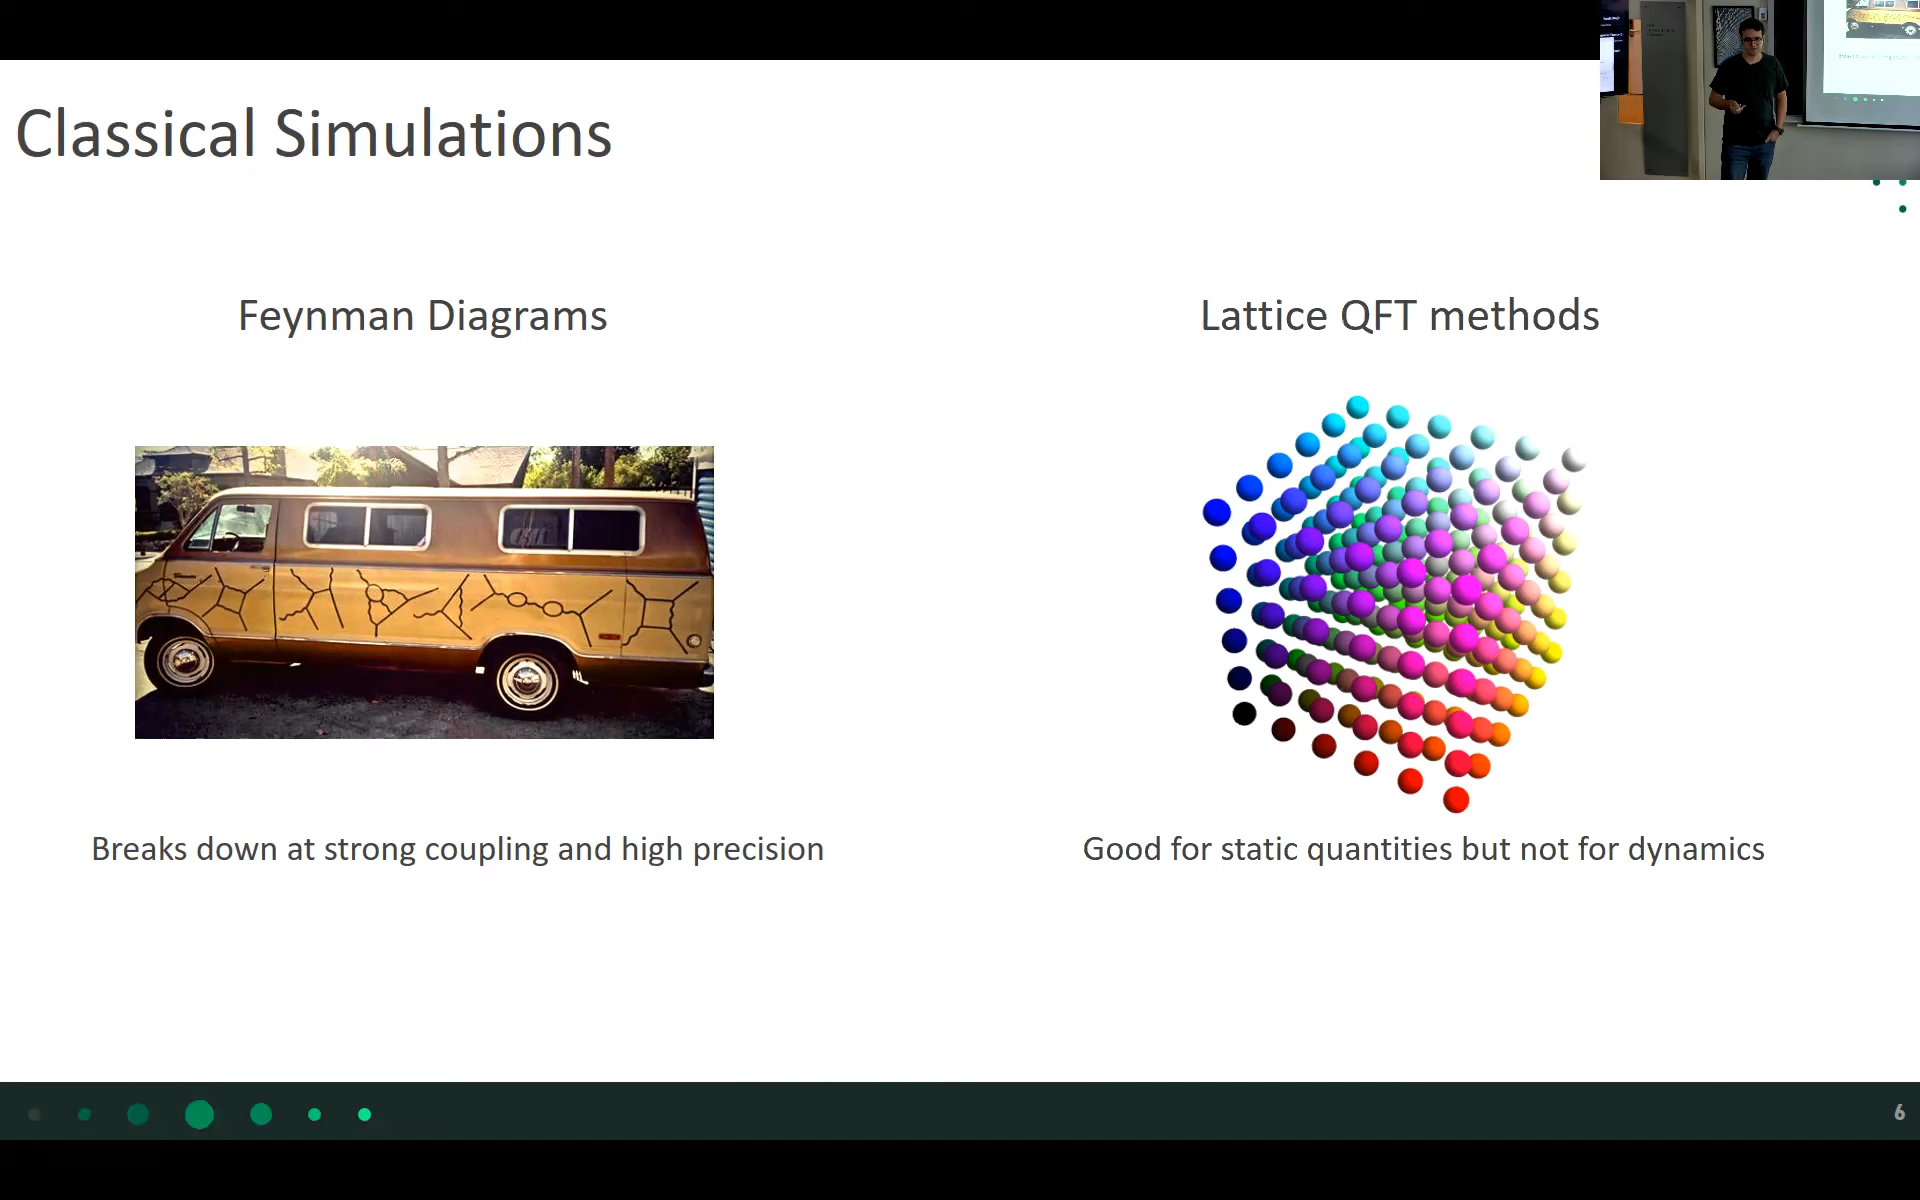 Classical Simulations
Feynman Diagrams
Lattice QFT methods
Breaks down at strong coupling and high precision
Good for static quantities but not for dynamics
6